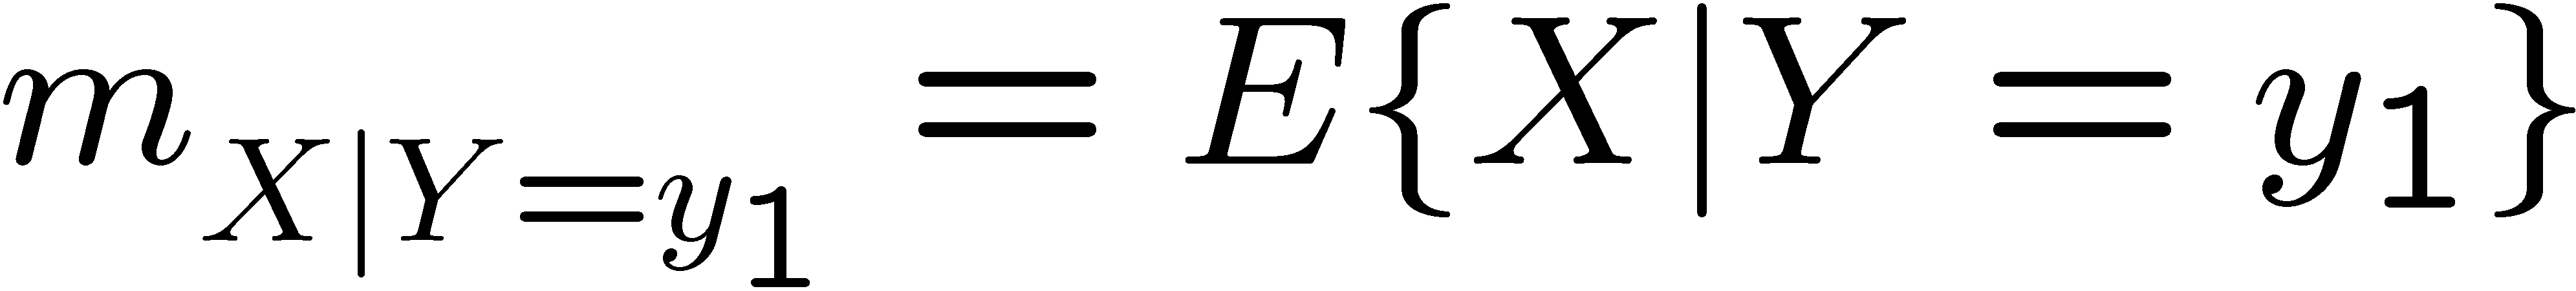 m_{X|Y=y_1} = E{X|Y = y_1}